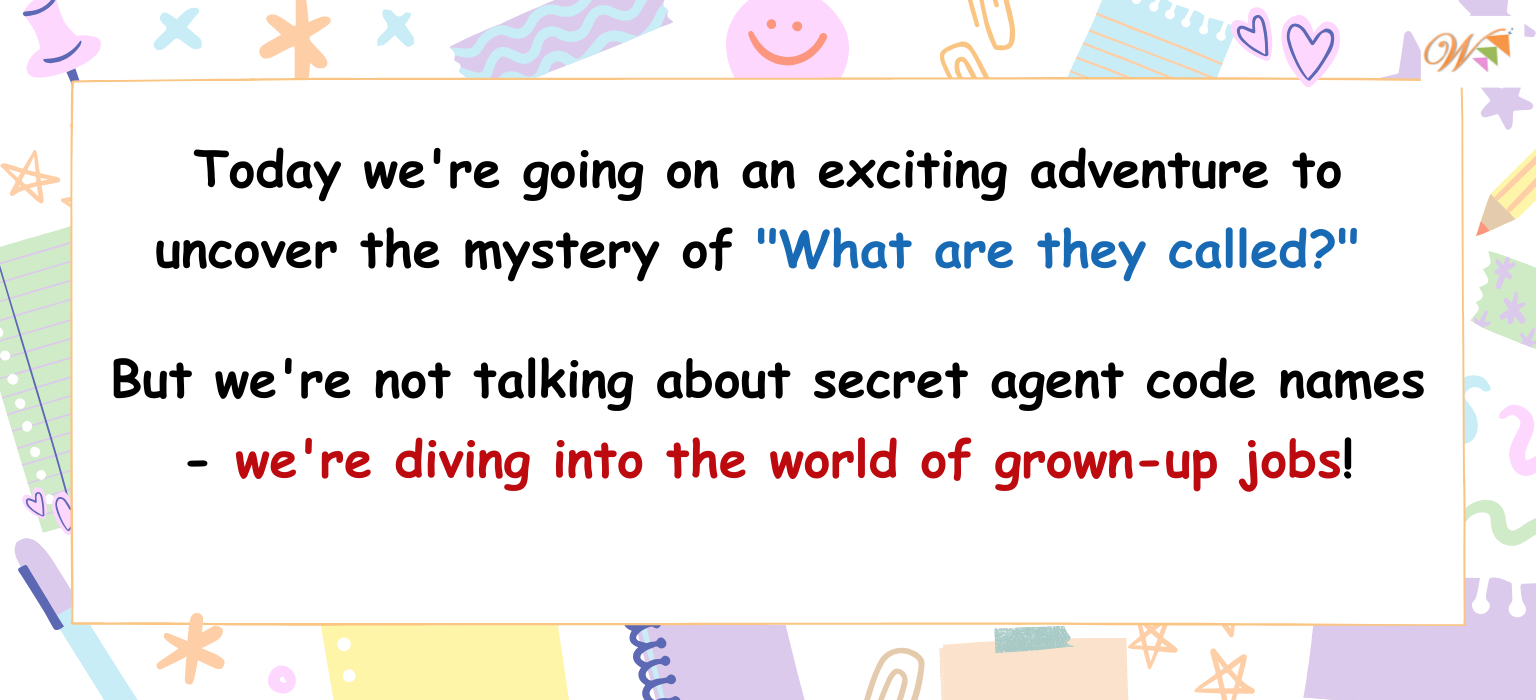 Today we're going on an exciting adventure to
uncover the mystery of "What are they called?"
But we're not talking about secret agent code names
- we're diving into the world of grown-up jobs!
W